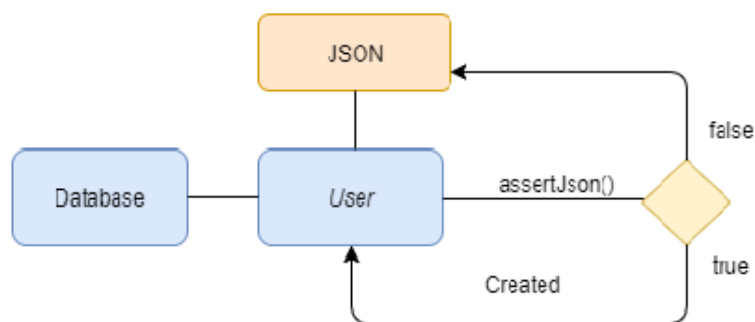 JSON
false
Database
User
assertJson()
true
Created